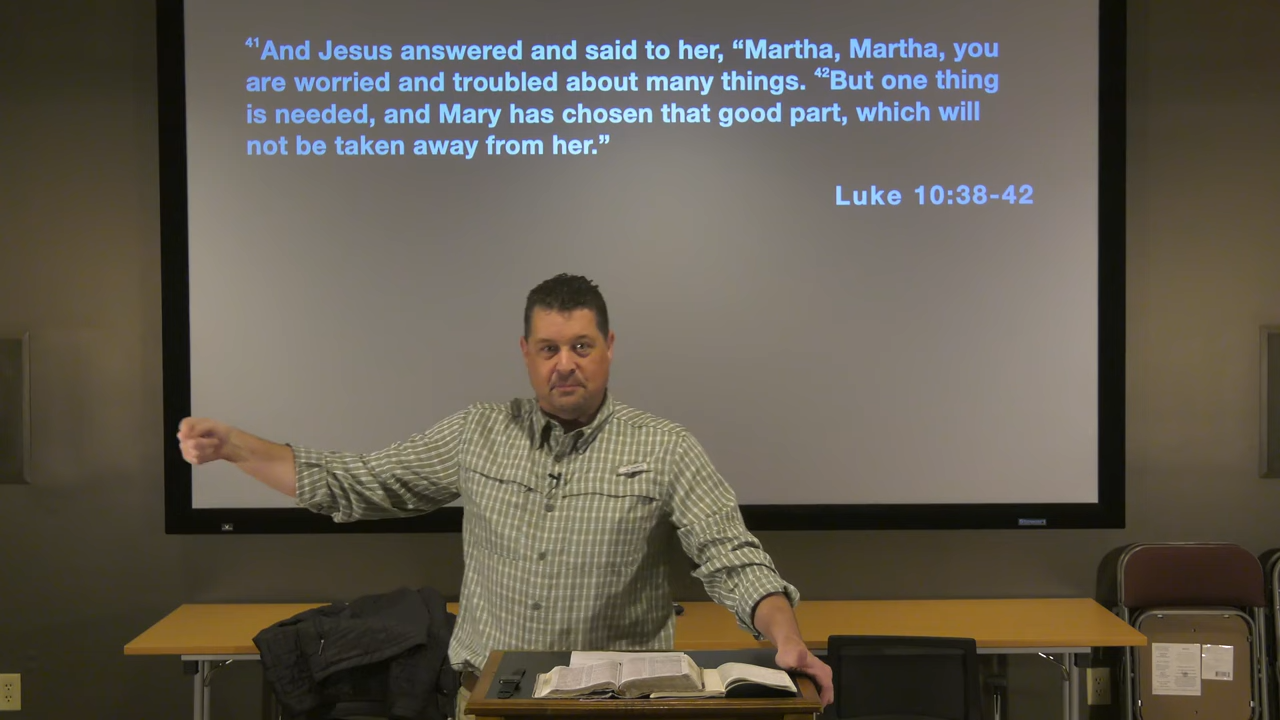 41And Jesus answered and said to her, “Martha, Martha, you
are worried and troubled about many things. 42But one thing
is needed, and Mary has chosen that good part, which will
not be taken away from her.”
Luke 10:38-42